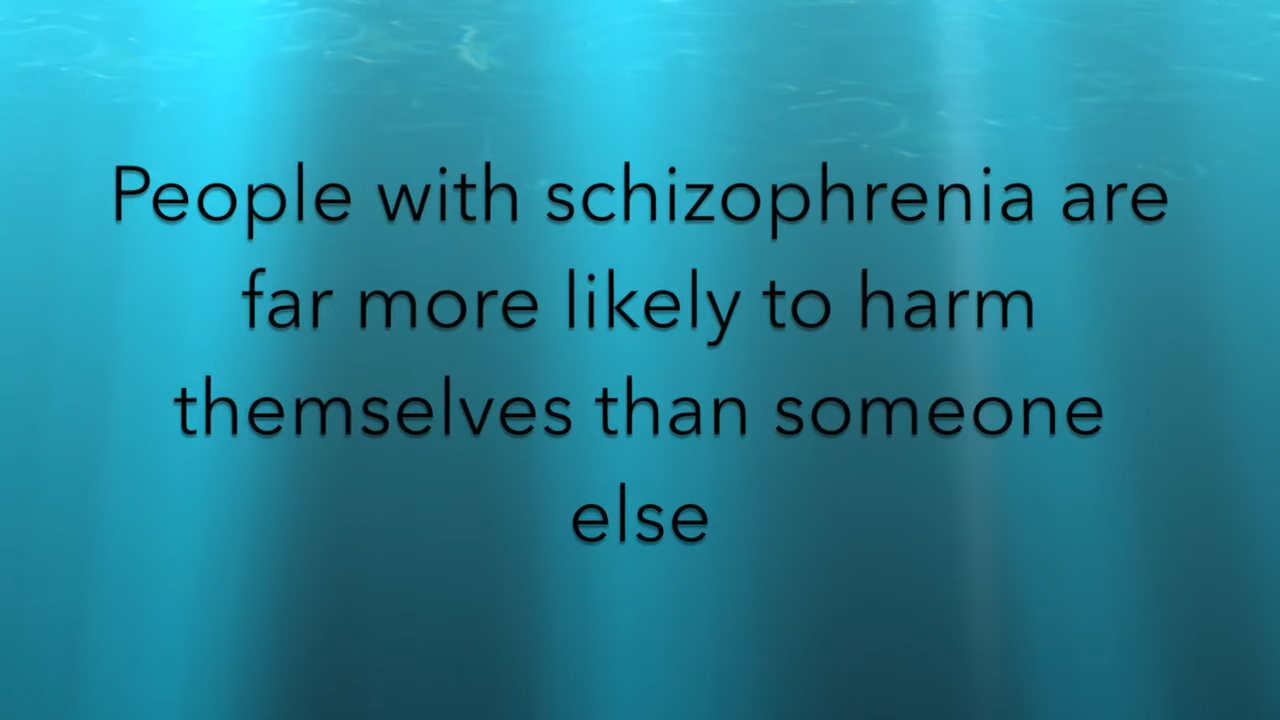 People with schizophrenia are
far more likely to harm
themselves than someone
else